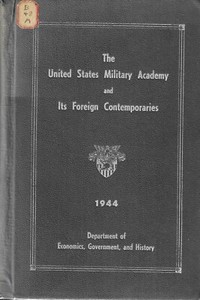 The
United States Military Academy
and
Its Foreign Contemporaries
1944
Department of
Economics, Government, and History